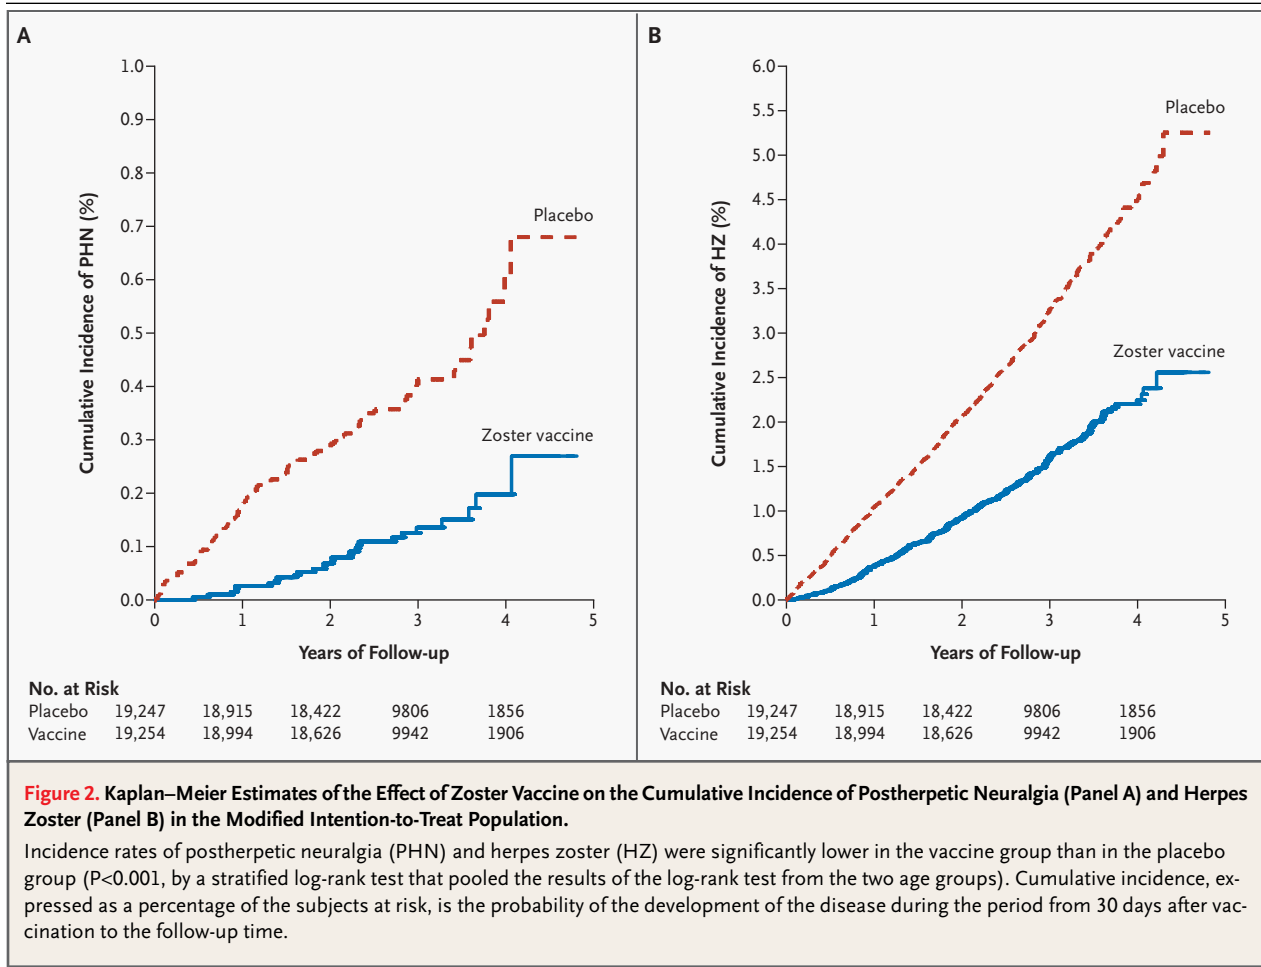 A
1.0
0.9
0.8
0.7
0.6
0.5
0.4
0.3
0.2
0.1
0.0
Cumulative Incidence of PHN (%)
Placebo
Zoster vaccine
0 1 2 3 4 5
Years of Follow-up
No. at Risk
Placebo 19,247 18,915 18,422 9806 1856
Vaccine 19,254 18,994 18,626 9942 1906
B
6.0
5.5
5.0
4.5
4.0
3.5
3.0
2.5
2.0
1.5
1.0
0.5
0.0
Cumulative Incidence of HZ (%)
Placebo
Zoster vaccine
0 1 2 3 4 5
Years of Follow-up
No. at Risk
Placebo 19,247 18,915 18,422 9806 1856
Vaccine 19,254 18,994 18,626 9942 1906
Figure 2. Kaplan–Meier Estimates of the Effect of Zoster Vaccine on the Cumulative Incidence of Postherpetic Neuralgia (Panel A) and Herpes
Zoster (Panel B) in the Modified Intention-to-Treat Population.
Incidence rates of postherpetic neuralgia (PHN) and herpes zoster (HZ) were significantly lower in the vaccine group than in the placebo
group (P<0.001, by a stratified log-rank test that pooled the results of the log-rank test from the two age groups). Cumulative incidence, ex-
pressed as a percentage of the subjects at risk, is the probability of the development of the disease during the period from 30 days after vac-
cination to the follow-up time.